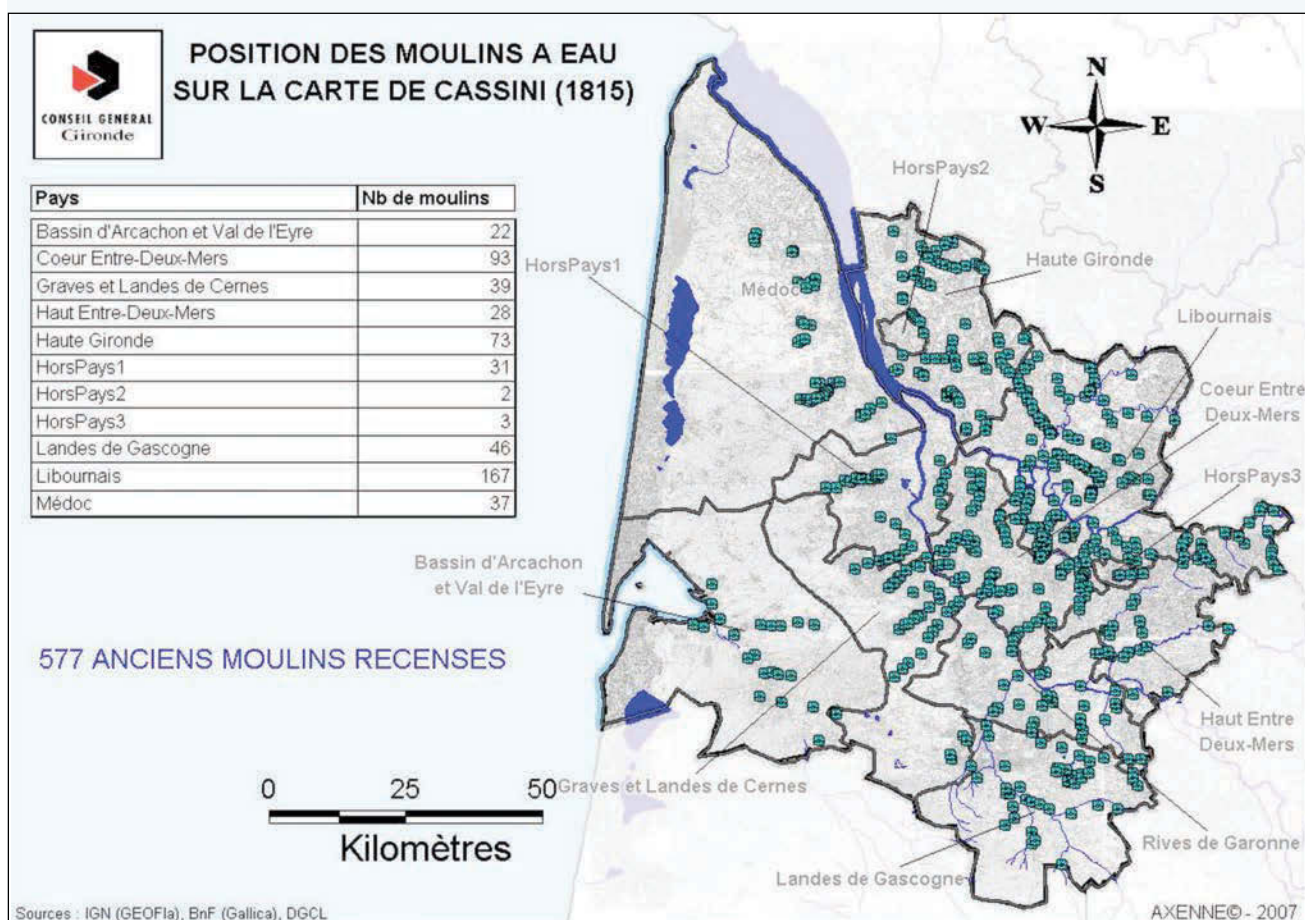 CONSEIL GENERAL
Gironde
POSITION DES MOULINS A EAU
SUR LA CARTE DE CASSINI (1815)
Pays Nb de moulins
Bassin d'Arcachon et Val de l'Eyre 22
Coeur Entre-Deux-Mers 93
Graves et Landes de Cernes 39
Haut Entre-Deux-Mers 28
Haute Gironde 73
HorsPays1 31
HorsPays2 2
HorsPays3 3
Landes de Gascogne 46
Libournais 167
Médoc 37
577 ANCIENS MOULINS RECENSES
N
W E
S
HorsPays2
HorsPays1
Haute Gironde
Médoc
Libournais
Coeur Entre
Deux-Mers
HorsPays3
Bassin d'Arcachon
et Val de l'Eyre
Haut Entre
Deux-Mers
Graves et Landes de Cernes
Rives de Garonne
Landes de Gascogne
0 25 50
Kilomètres
Sources : IGN (GEOFla), BnF (Gallica), DGCL
AXENNE© - 2007